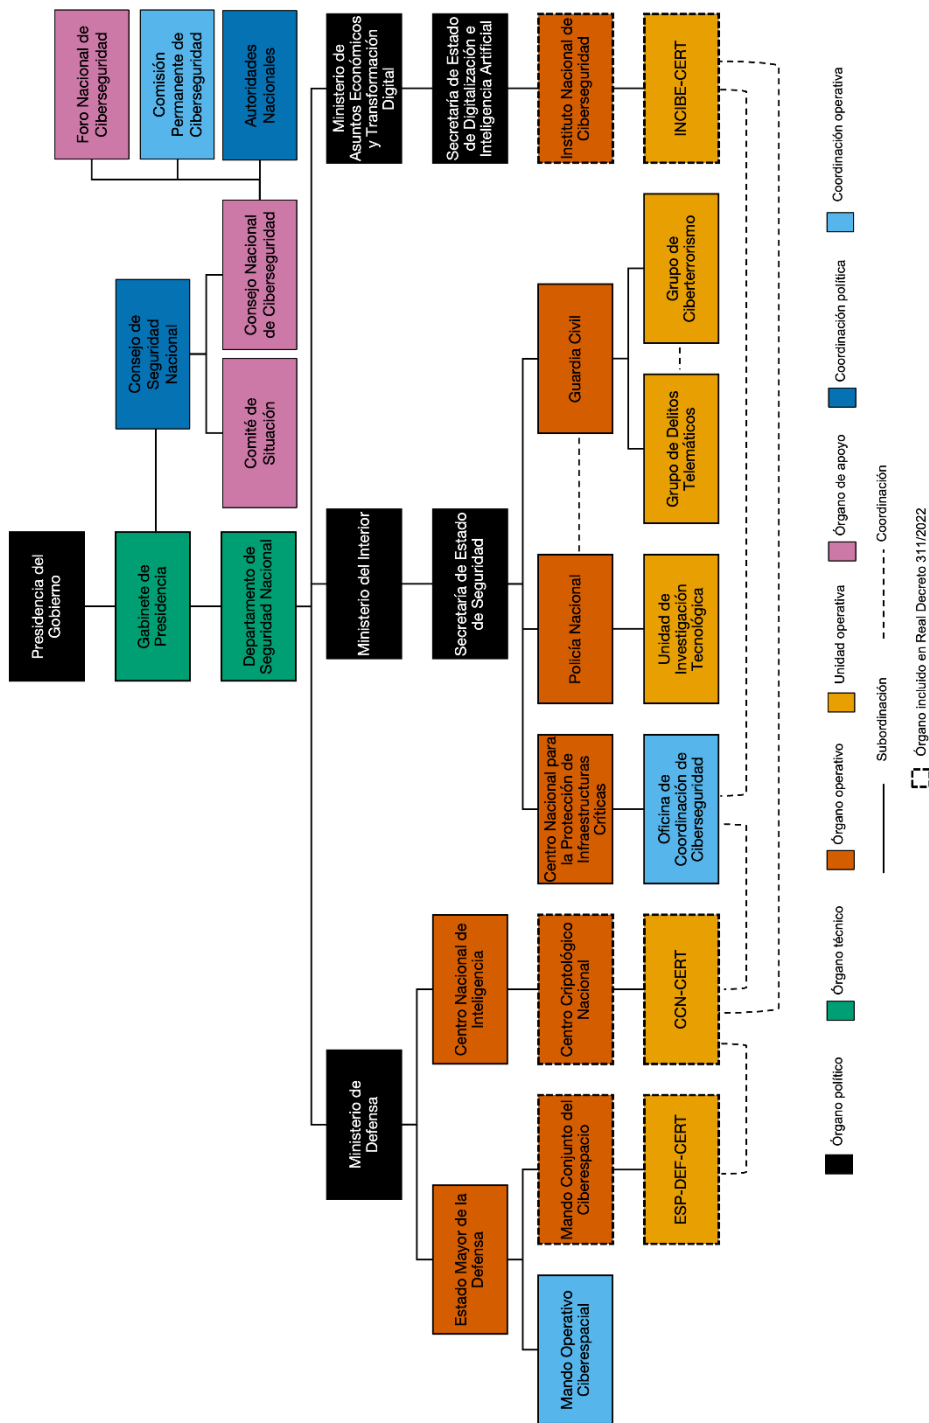 Presidencia del
Gobierno
Gabinete de
Presidencia
Departamento de
Seguridad Nacional
Consejo de
Seguridad
Nacional
Comité de
Situación
Consejo Nacional
de Ciberseguridad
Foro Nacional de
Ciberseguridad
Comisión
Permanente de
Ciberseguridad
Autoridades
Nacionales
Ministerio de
Defensa
Ministerio del Interior
Ministerio de
Asuntos Económicos
y Transformación
Digital
Estado Mayor de la
Defensa
Centro Nacional de
Inteligencia
Secretaría de Estado
de Seguridad
Secretaría de Estado
de Digitalización e
Inteligencia Artificial
Mando Operativo
Ciberespacial
Mando Conjunto del
Ciberespacio
Centro Criptológico
Nacional
Centro Nacional para
la Protección de
Infraestructuras
Críticas
Policía Nacional
Guardia Civil
Instituto Nacional de
Ciberseguridad
ESP-DEF-CERT
CCN-CERT
Oficina de
Coordinación de
Ciberseguridad
Unidad de
Investigación
Tecnológica
Grupo de Delitos
Telemáticos
Grupo de
Ciberterrorismo
INCIBE-CERT
Órgano político
Órgano técnico
Órgano operativo
Unidad operativa
Órgano de apoyo
Coordinación política
Coordinación operativa
Subordinación
Coordinación
Órgano incluido en Real Decreto 311/2022